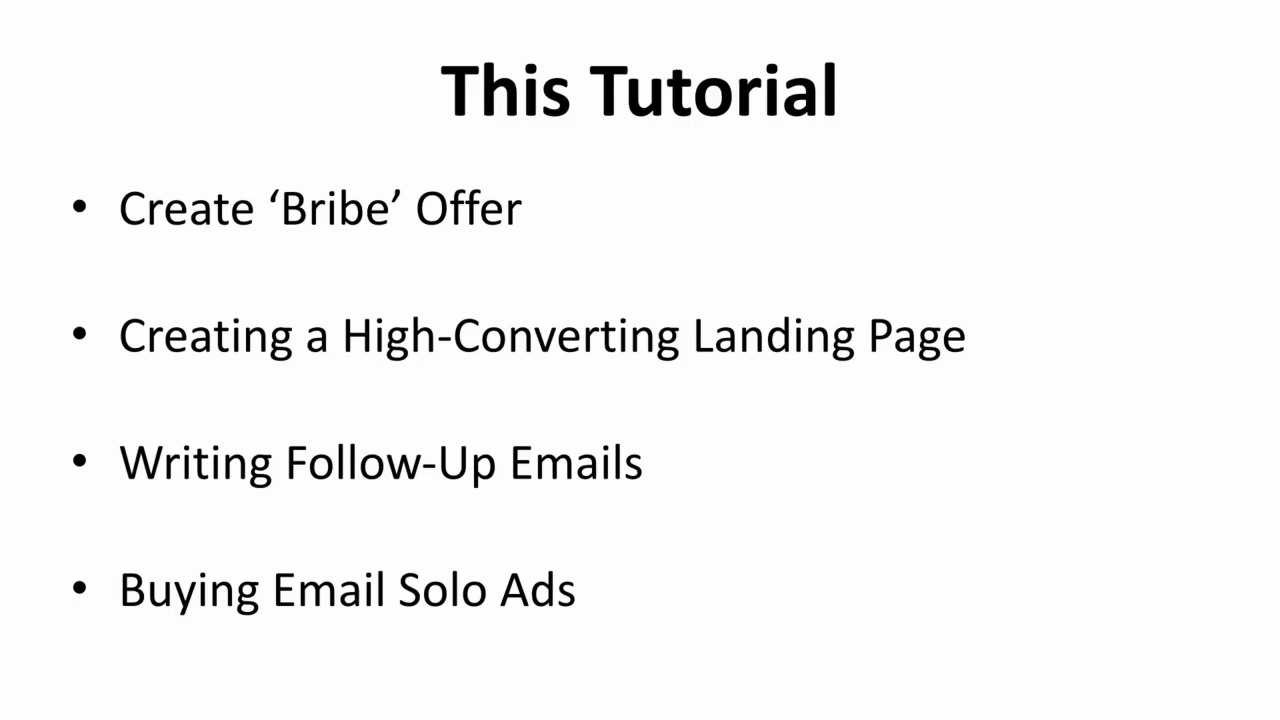 This Tutorial
• Create ‘Bribe’ Offer
• Creating a High-Converting Landing Page
• Writing Follow-Up Emails
• Buying Email Solo Ads